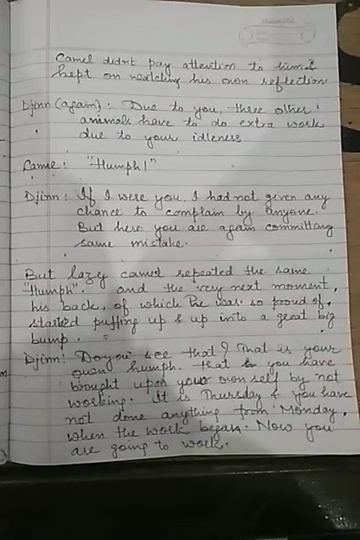 Camel didn't pay attention to him &
kept on watching his own reflection
Djinn (again): Due to you, three other
animals have to do extra work
due to your idleness
Camel: "Humph!"
Djinn: If I were you, I had not given any
chance to complain by anyone.
But here you are again committing
same mistake.
But lazy camel repeated the same
"Humph". and the very next moment,
his back, of which he was so proud of,
started puffing up & up into a great big
bump.
Djinn: Do you see that? That is your
own humph. that you have
brought upon your own self by not
working. It is Thursday & you have
not done anything from Monday,
when the work began. Now you
are going to work.